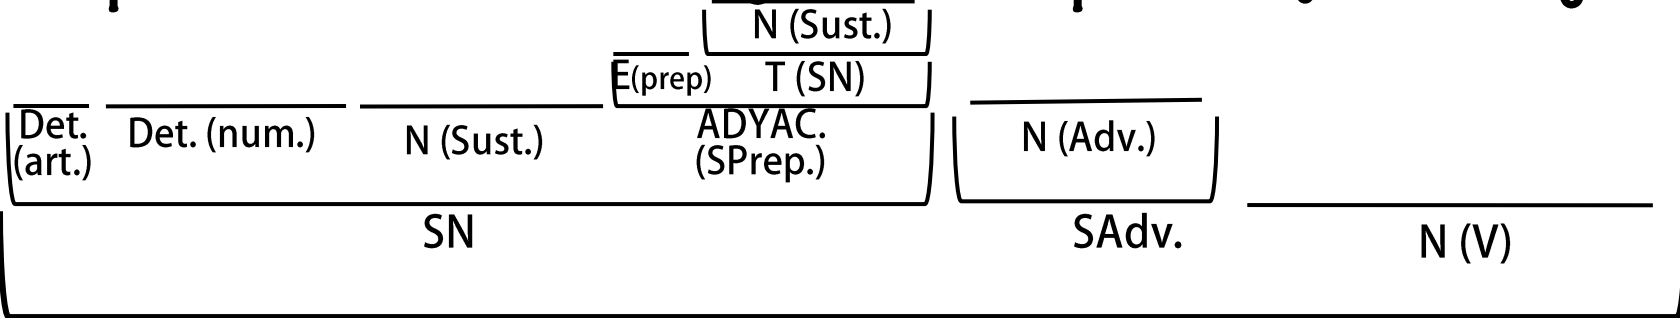 N (Sust.)
E(prep) T (SN)
Det. (art.) Det. (num.) N (Sust.) ADYAC. (SPrep.) N (Adv.)
SN SAdv. N (V)